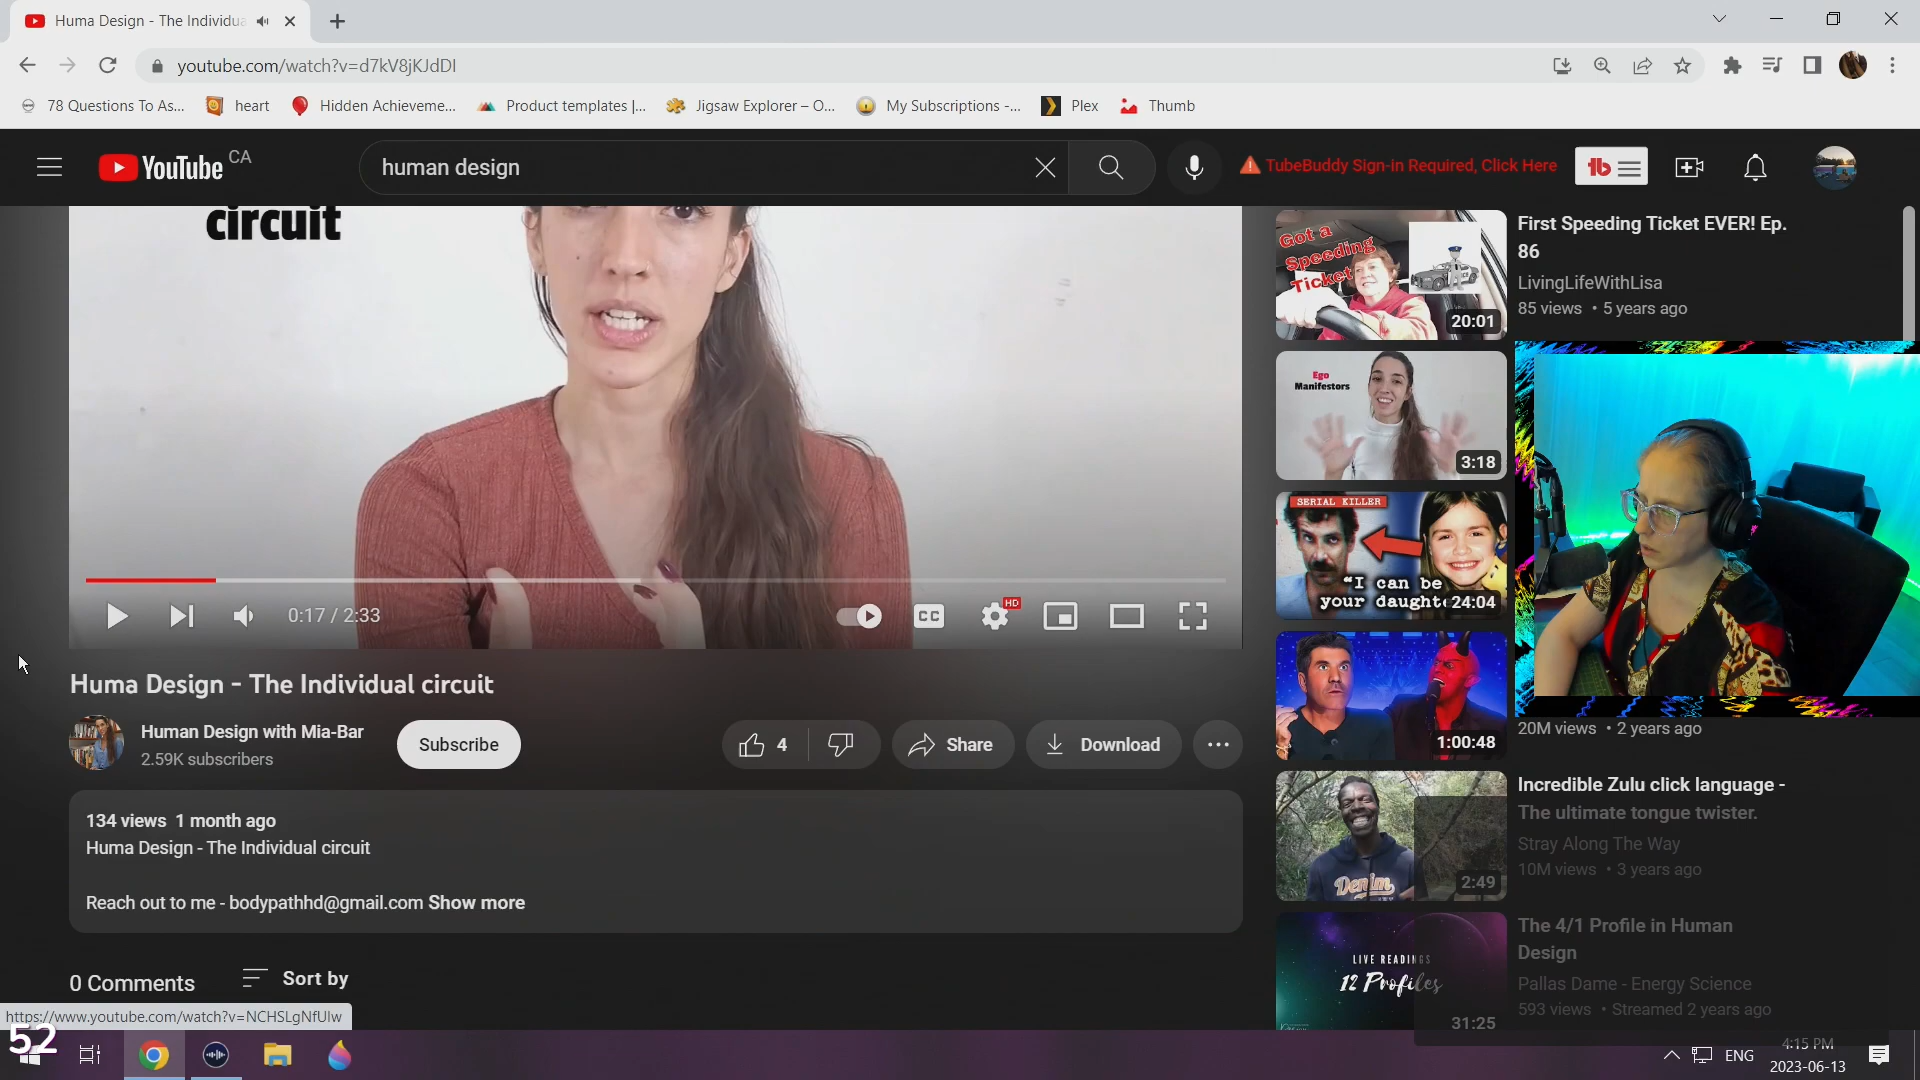 Huma Design - The Individua
youtube.com/watch?v=d7kV8jKJdDI
78 Questions To As...
heart
Hidden Achieveme...
Product templates |...
Jigsaw Explorer – O...
My Subscriptions -...
Plex
Thumb
YouTube CA
human design
TubeBuddy Sign-in Required, Click Here
tb
circuit
0:17 / 2:33
CC
HD
Huma Design - The Individual circuit
Human Design with Mia-Bar
2.59K subscribers
Subscribe
4
Share
Download
134 views 1 month ago
Huma Design - The Individual circuit
Reach out to me - bodypathhd@gmail.com Show more
0 Comments
Sort by
https://www.youtube.com/watch?v=NCHSLgNfUIw
52
Got a
Speeding
Ticket
20:01
First Speeding Ticket EVER! Ep.
86
LivingLifeWithLisa
85 views • 5 years ago
Ego
Manifestors
3:18
SERIAL KILLER
"I can be
your daught
24:04
1:00:48
20M views • 2 years ago
Denim
2:49
Incredible Zulu click language -
The ultimate tongue twister.
Stray Along The Way
10M views • 3 years ago
LIVE READINGS
12 Profiles
31:25
The 4/1 Profile in Human
Design
Pallas Dame - Energy Science
593 views • Streamed 2 years ago
ENG
4:15 PM
2023-06-13